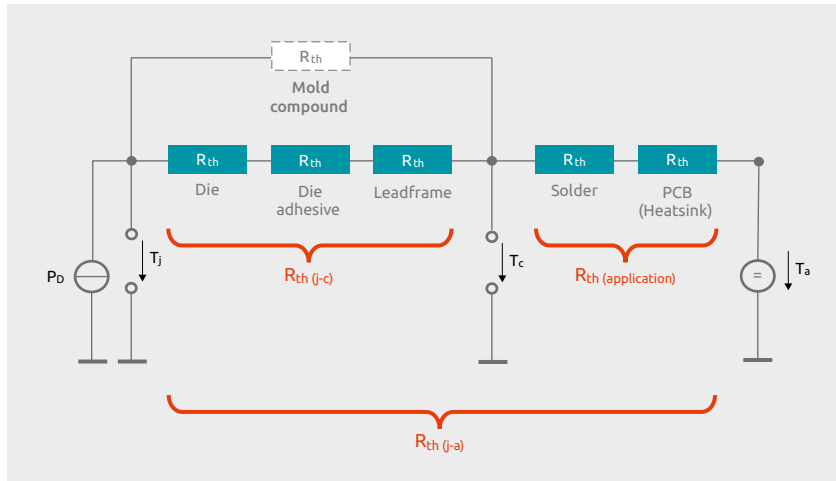 Rth
Mold
compound
Rth
Rth
Rth
Rth
Rth
Die
Die
adhesive
Leadframe
Solder
PCB
(Heatsink)
Tj
Tc
PD
=
Ta
Rth (j-c)
Rth (application)
Rth (j-a)